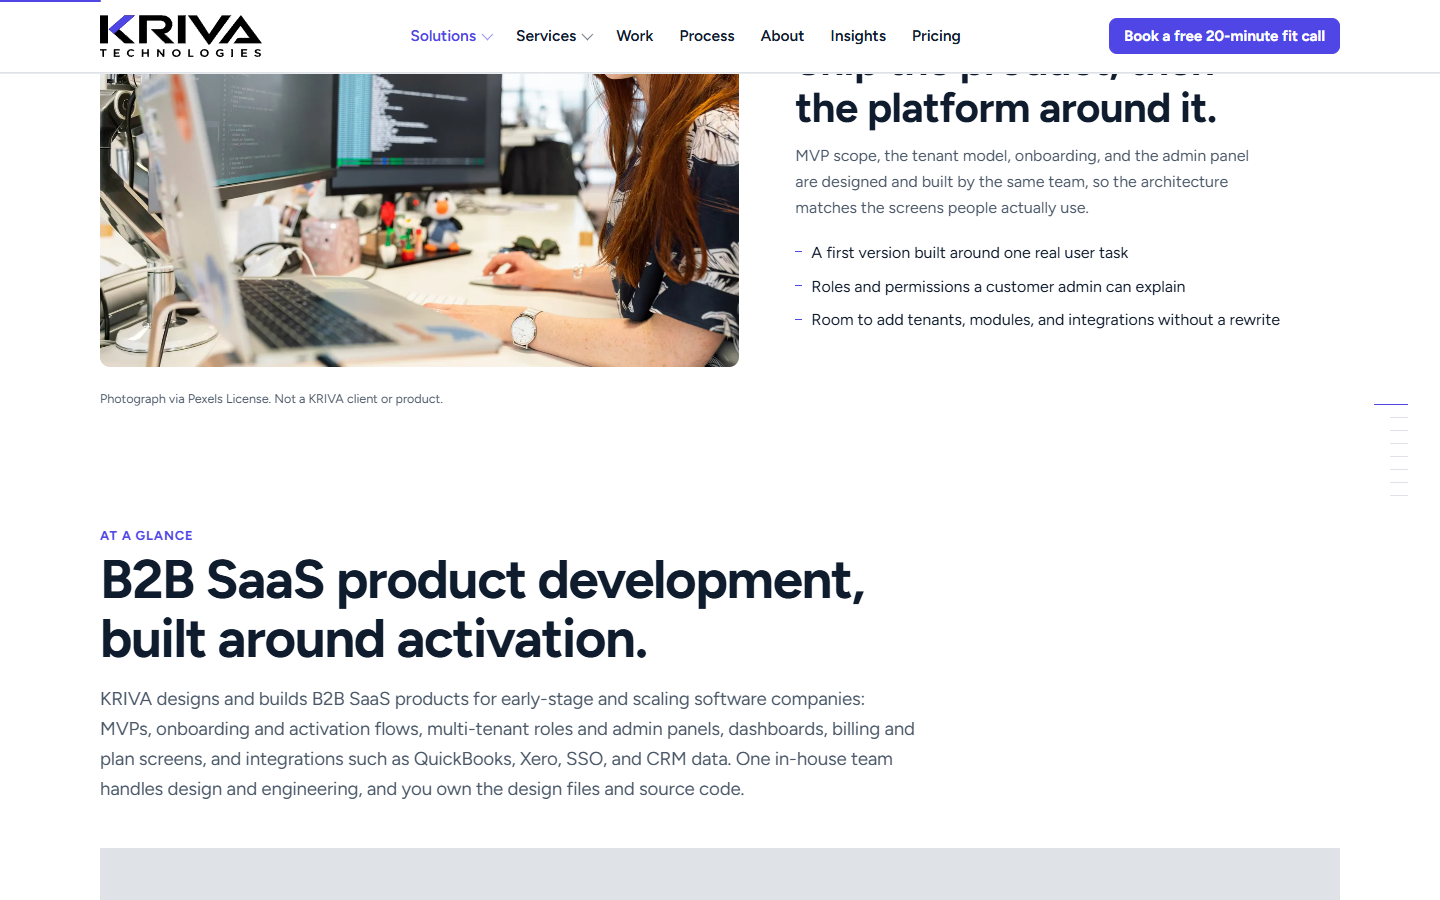 KRIVA
TECHNOLOGIES
Solutions
Services
Work
Process
About
Insights
Pricing
Book a free 20-minute fit call
the platform around it.
MVP scope, the tenant model, onboarding, and the admin panel
are designed and built by the same team, so the architecture
matches the screens people actually use.
A first version built around one real user task
Roles and permissions a customer admin can explain
Room to add tenants, modules, and integrations without a rewrite
Photograph via Pexels License. Not a KRIVA client or product.
AT A GLANCE
B2B SaaS product development,
built around activation.
KRIVA designs and builds B2B SaaS products for early-stage and scaling software companies:
MVPs, onboarding and activation flows, multi-tenant roles and admin panels, dashboards, billing and
plan screens, and integrations such as QuickBooks, Xero, SSO, and CRM data. One in-house team
handles design and engineering, and you own the design files and source code.